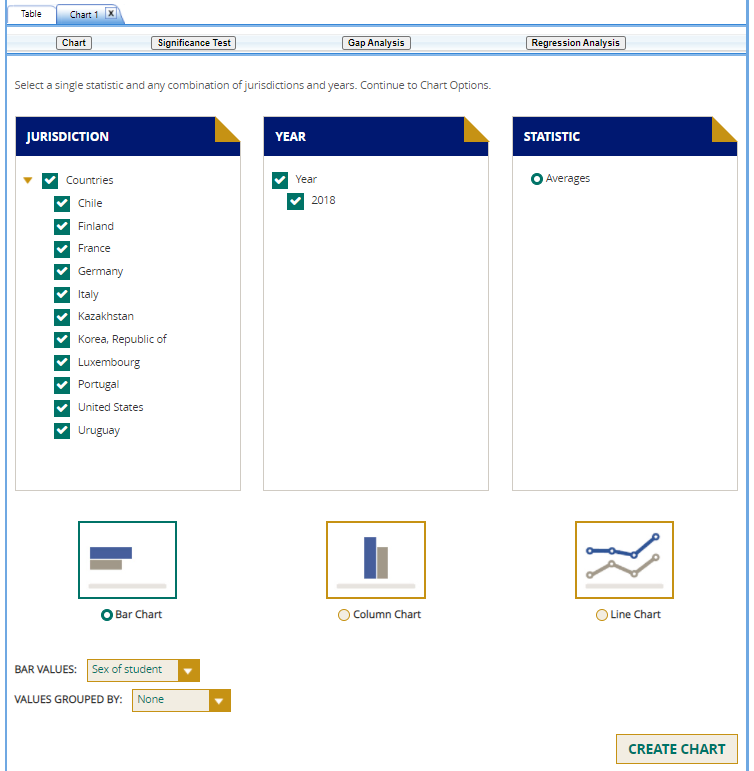 Table
Chart 1 X
Chart
Significance Test
Gap Analysis
Regression Analysis
Select a single statistic and any combination of jurisdictions and years. Continue to Chart Options.
JURISDICTION
Countries
Chile
Finland
France
Germany
Italy
Kazakhstan
Korea, Republic of
Luxembourg
Portugal
United States
Uruguay
YEAR
Year
2018
STATISTIC
Averages
Bar Chart
Column Chart
Line Chart
BAR VALUES: Sex of student
VALUES GROUPED BY: None
CREATE CHART